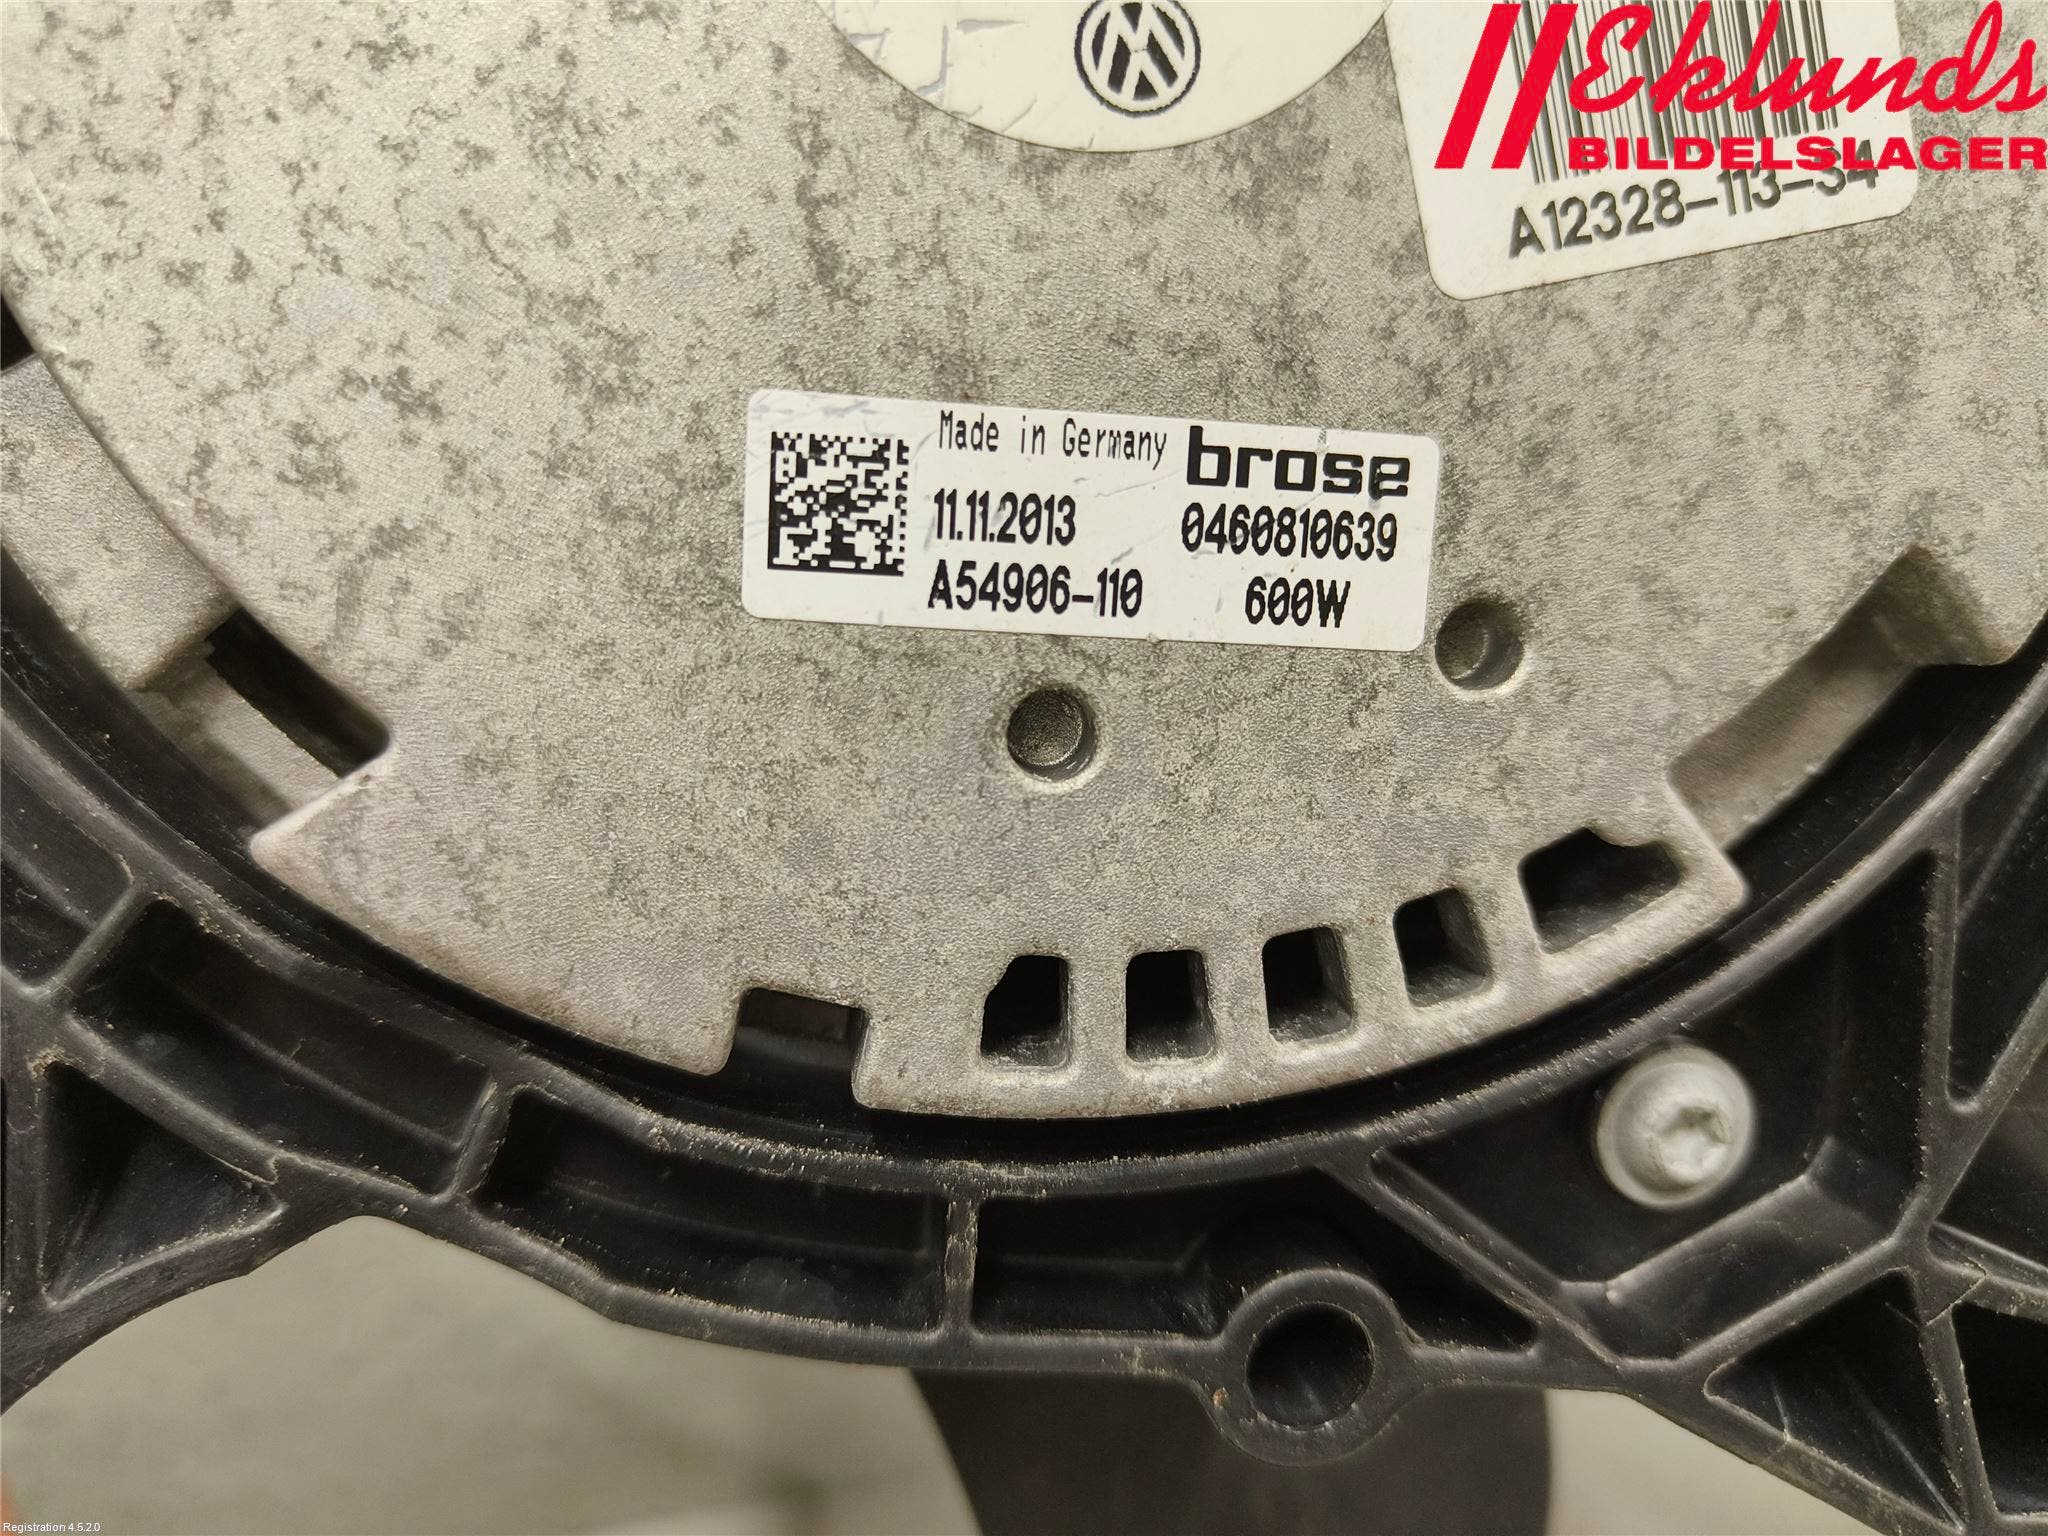 Eklunds
BILDELSLAGER
A12328-113-34
Made in Germany brose
11.11.2013 0460810639
A54906-110 600W
Registration 4.5.2.0